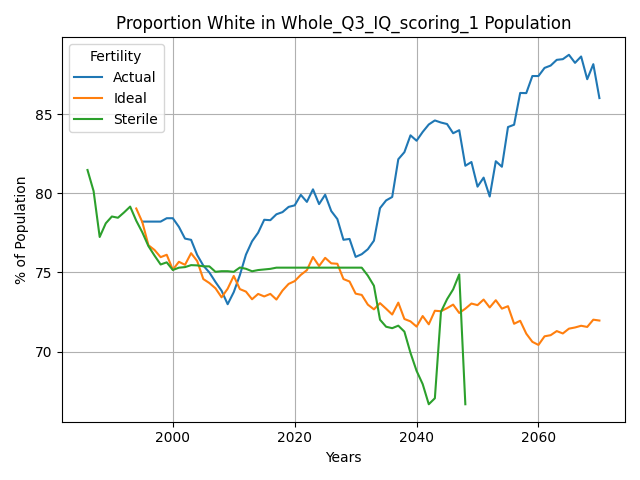 Proportion White in Whole_Q3_IQ_scoring_1 Population
Fertility
Actual
Ideal
Sterile
% of Population
85
80
75
70
2000
2020
2040
2060
Years